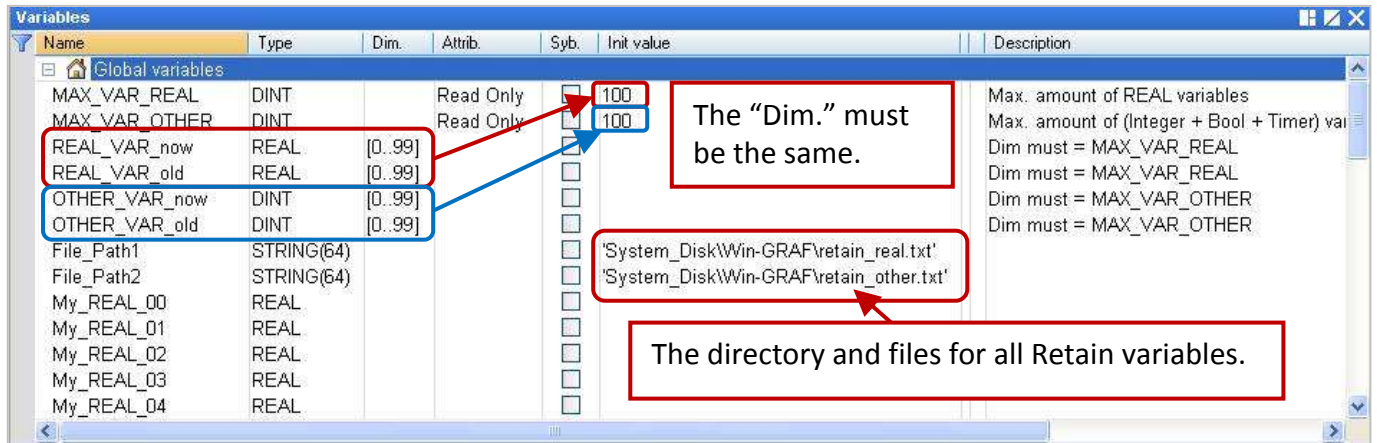 Variables
Name Type Dim. Attrib. Syb. Init value Description
Global variables
MAX_VAR_REAL DINT Read Only 100 Max. amount of REAL variables
MAX_VAR_OTHER DINT Read Only 100 Max. amount of (Integer + Bool + Timer) var
REAL_VAR_now REAL [0..99] Dim must = MAX_VAR_REAL
REAL_VAR_old REAL [0..99] Dim must = MAX_VAR_REAL
OTHER_VAR_now DINT [0..99] Dim must = MAX_VAR_OTHER
OTHER_VAR_old DINT [0..99] Dim must = MAX_VAR_OTHER
File_Path1 STRING(64) 'System_Disk\Win-GRAF\retain_real.txt'
File_Path2 STRING(64) 'System_Disk\Win-GRAF\retain_other.txt'
My_REAL_00 REAL
My_REAL_01 REAL
My_REAL_02 REAL
My_REAL_03 REAL
My_REAL_04 REAL
The “Dim.” must
be the same.
The directory and files for all Retain variables.